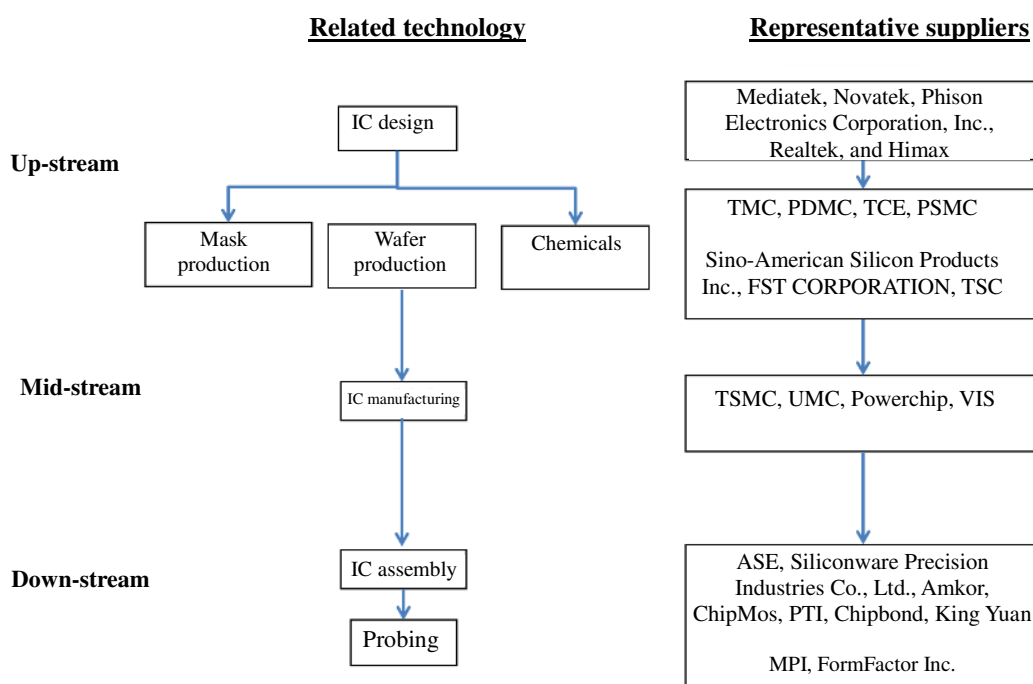 Related technology
Representative suppliers
Up-stream
IC design
Mediatek, Novatek, Phison
Electronics Corporation, Inc.,
Realtek, and Himax
Mask
production
Wafer
production
Chemicals
TMC, PDMC, TCE, PSMC
Sino-American Silicon Products
Inc., FST CORPORATION, TSC
Mid-stream
IC manufacturing
TSMC, UMC, Powerchip, VIS
Down-stream
IC assembly
Probing
ASE, Siliconware Precision
Industries Co., Ltd., Amkor,
ChipMos, PTI, Chipbond, King Yuan
MPI, FormFactor Inc.